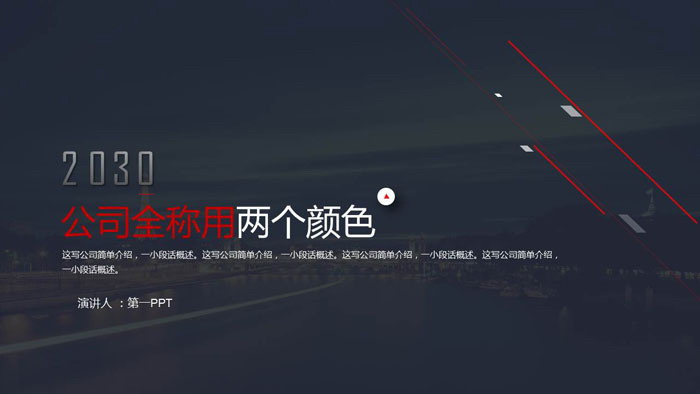 2030
公司全称用两个颜色
这写公司简单介绍，一小段话概述。这写公司简单介绍，一小段话概述。这写公司简单介绍，一小段话概述。这写公司简单介绍，
一小段话概述。
演讲人 ：第一PPT